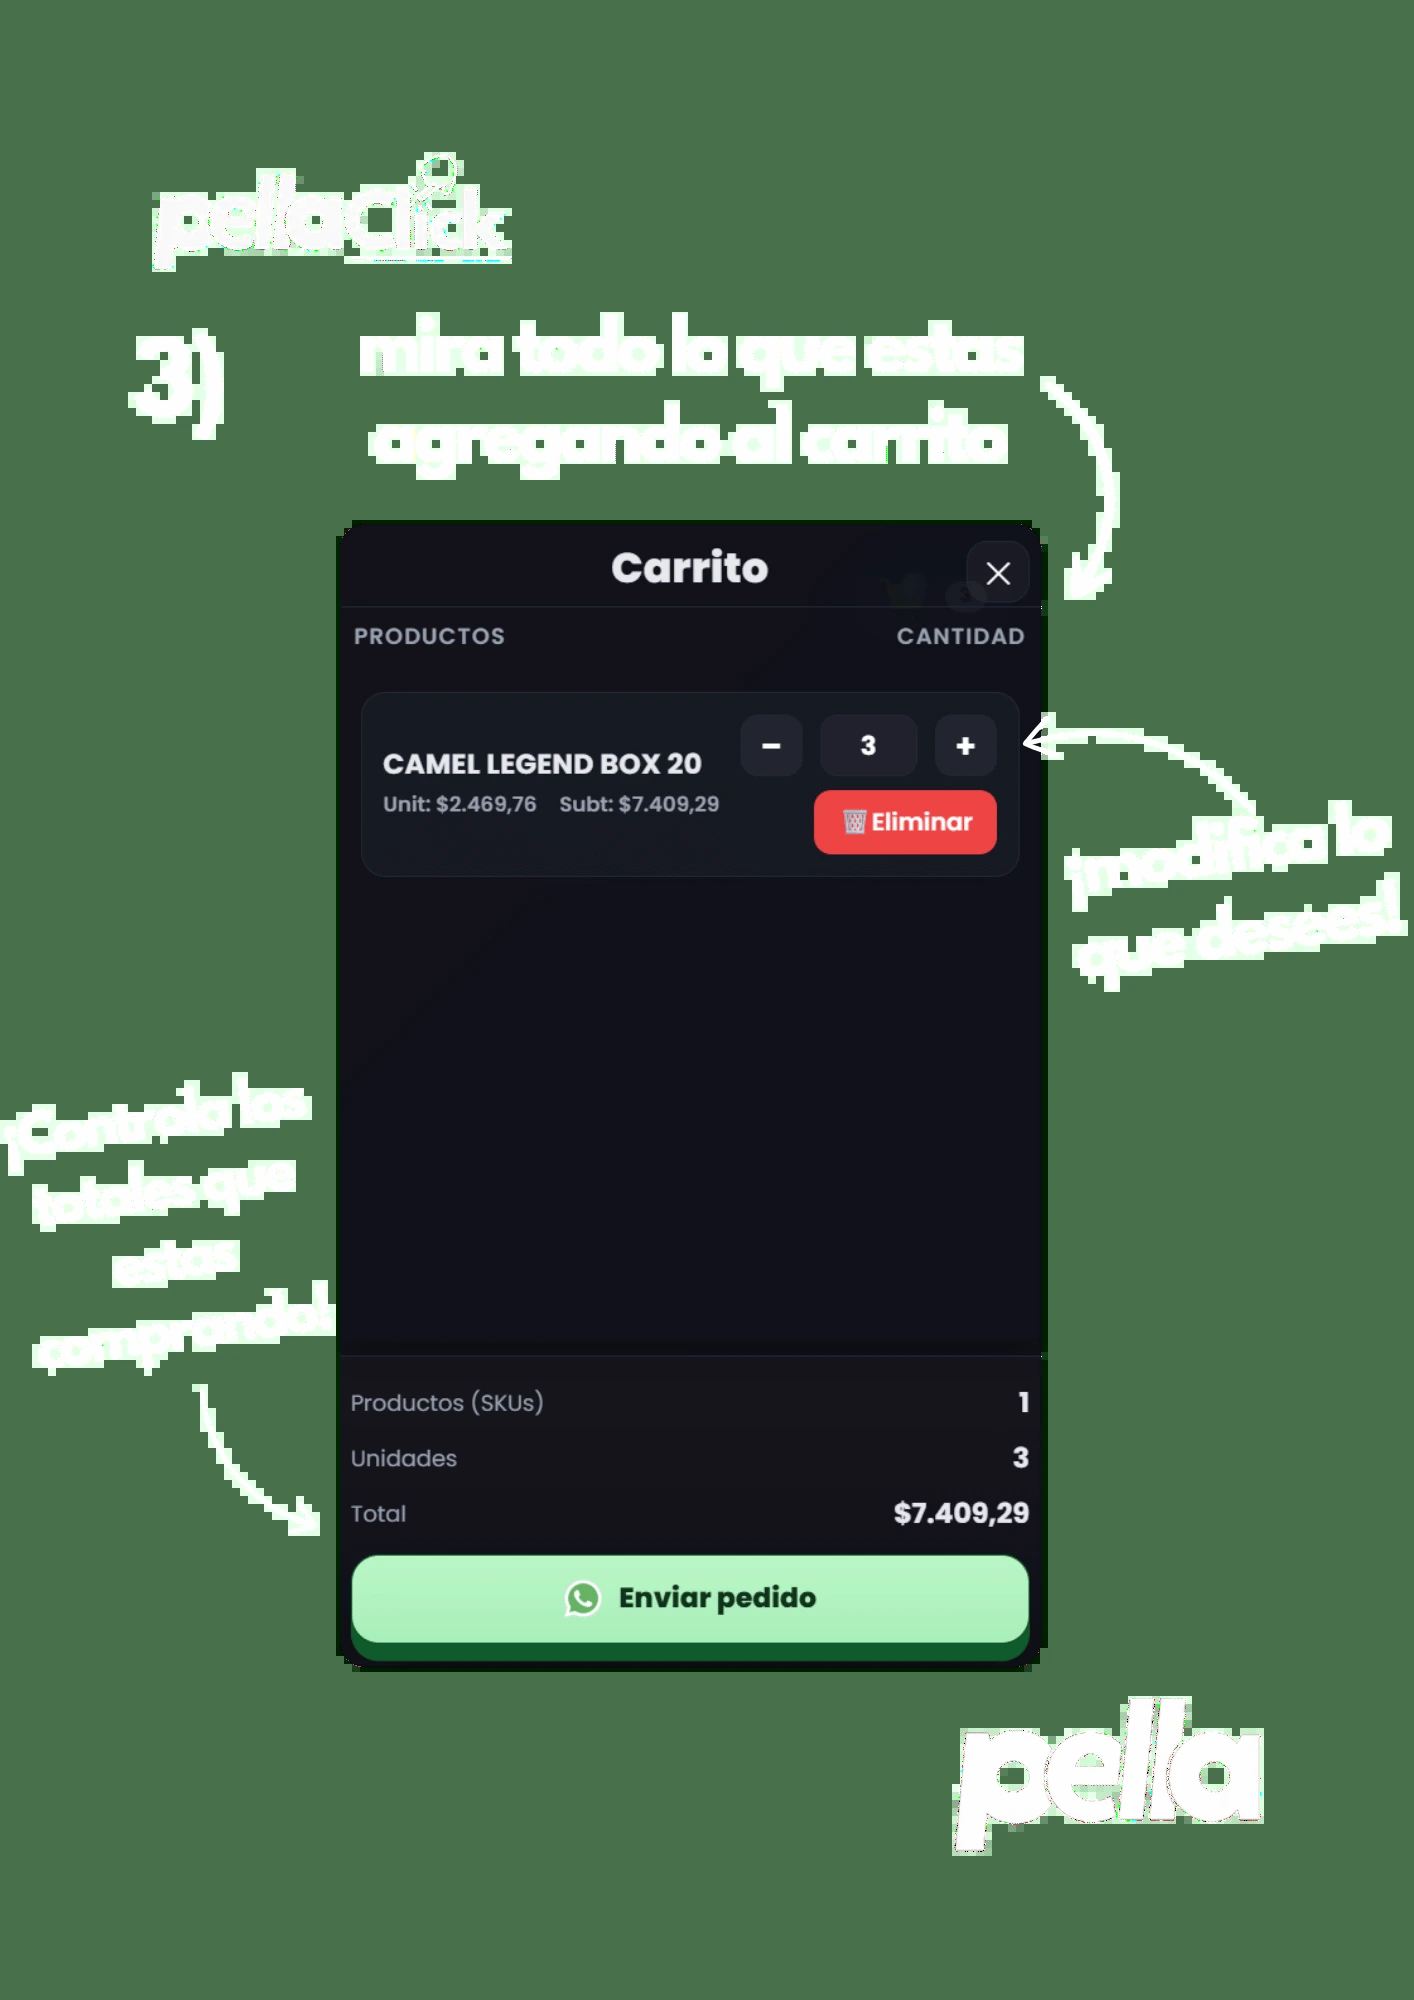 pellaClick
3)
mira todo lo que estas
agregando al carrito
Carrito
PRODUCTOS CANTIDAD
CAMEL LEGEND BOX 20
Unit: $2.469,76 Subt: $7.409,29
− 3 +
Eliminar
¡modifica lo
que desees!
¡Controla los
totales que
estas
comprando!
Productos (SKUs) 1
Unidades 3
Total $7.409,29
Enviar pedido
pella